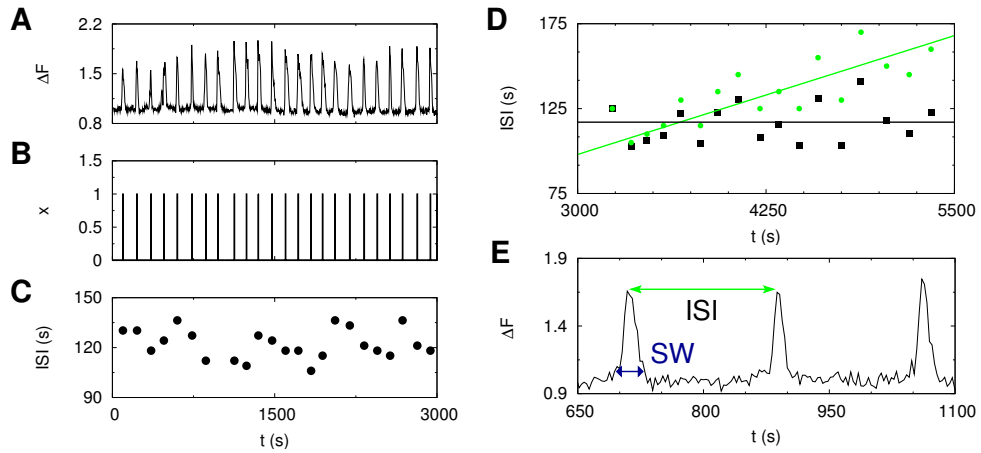 A
ΔF
2.2
1.5
0.8
B
x
1.5
1
0.5
0
C
ISI (s)
150
120
90
0 1500 3000
t (s)
D
ISI (s)
175
125
75
3000 4250 5500
t (s)
E
ΔF
1.9
1.4
0.9
ISI
SW
650 800 950 1100
t (s)